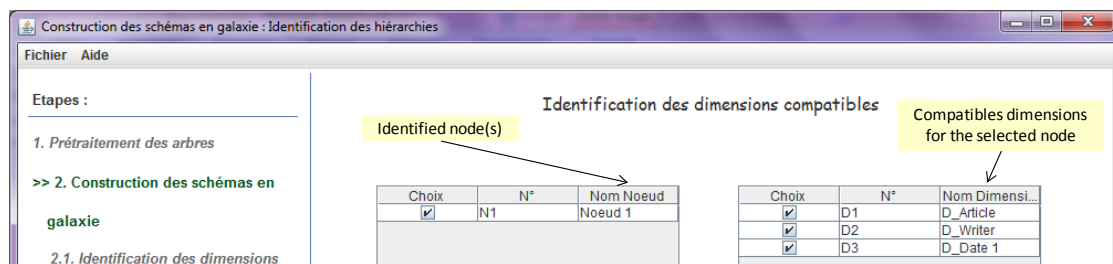 Construction des schémas en galaxie : Identification des hiérarchies
Fichier Aide
Etapes :
1. Prétraitement des arbres
>> 2. Construction des schémas en
galaxie
2.1. Identification des dimensions
Identification des dimensions compatibles
Identified node(s)
Compatibles dimensions
for the selected node
Choix N° Nom Noeud
N1 Noeud 1
Choix N° Nom Dimensi...
D1 D_Article
D2 D_Writer
D3 D_Date 1